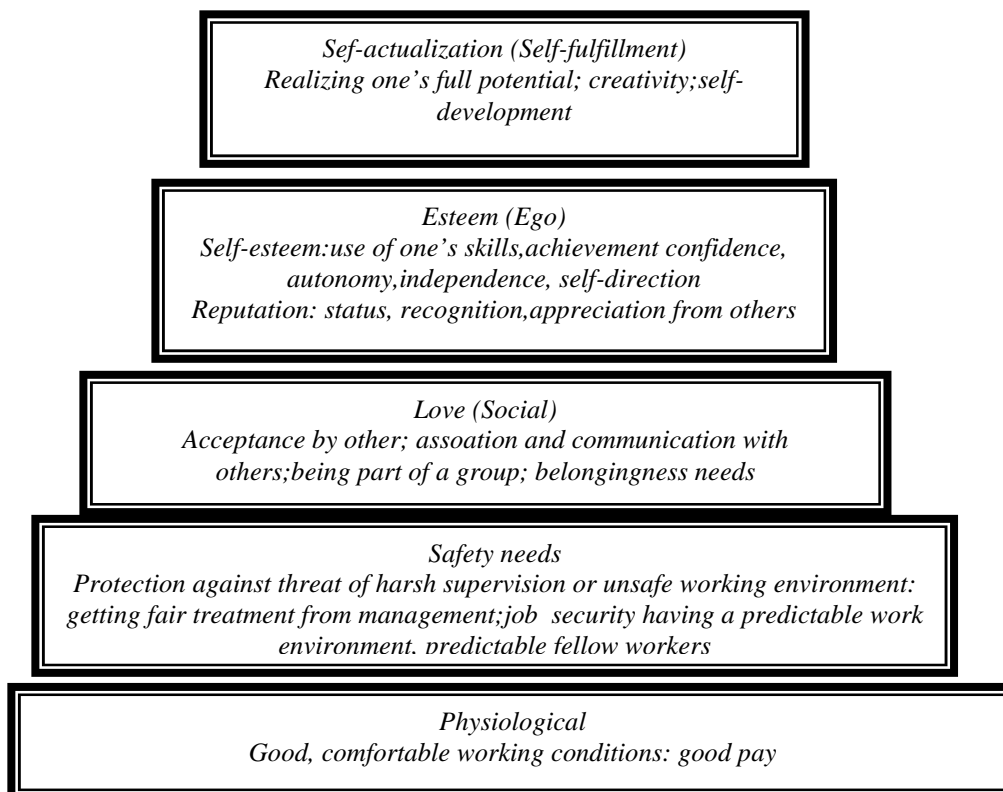 Sef-actualization (Self-fulfillment)
Realizing one’s full potential; creativity;self-
development
Esteem (Ego)
Self-esteem:use of one’s skills,achievement confidence,
autonomy,independence, self-direction
Reputation: status, recognition,appreciation from others
Love (Social)
Acceptance by other; assoation and communication with
others;being part of a group; belongingness needs
Safety needs
Protection against threat of harsh supervision or unsafe working environment:
getting fair treatment from management;job security having a predictable work
environment. predictable fellow workers
Physiological
Good, comfortable working conditions: good pay